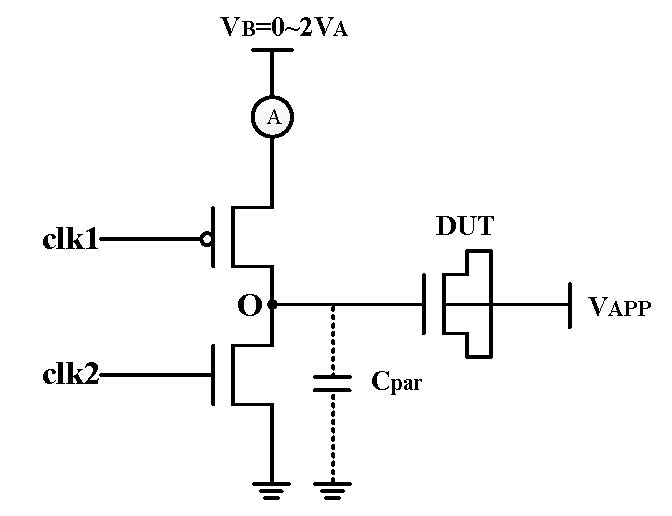 VB=0~2VA
A
clk1
DUT
O
VAPP
clk2
Cpar